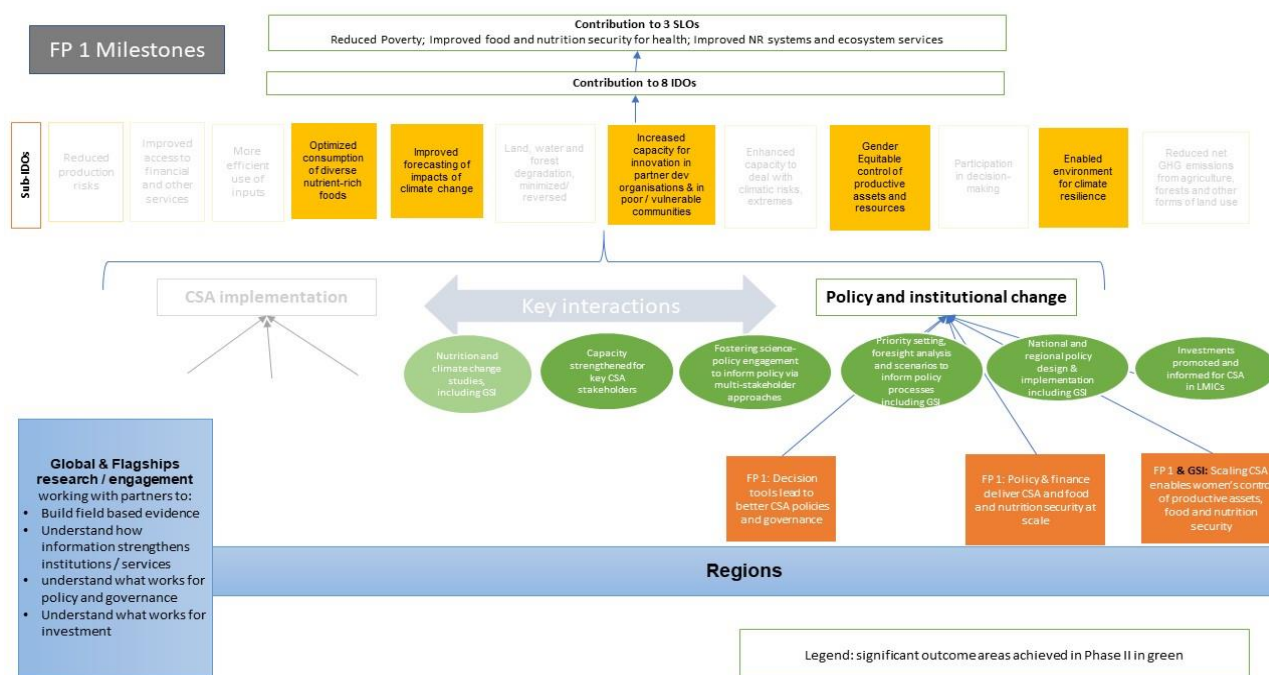 FP 1 Milestones
Contribution to 3 SLOs
Reduced Poverty; Improved food and nutrition security for health; Improved NR systems and ecosystem services
Contribution to 8 IDOs
Sub-IDOs
Reduced
production
risks
Improved
access to
financial
and other
services
More
efficient
use of
inputs
Optimized
consumption
of diverse
nutrient-rich
foods
Improved
forecasting of
impacts of
climate change
Land, water and
forest
degradation,
minimized/
reversed
Increased
capacity for
innovation in
partner dev
organisations & in
poor / vulnerable
communities
Enhanced
capacity to
deal with
climatic risks,
extremes
Gender
Equitable
control of
productive
assets and
resources
Participation
in decision-
making
Enabled
environment
for climate
resilience
Reduced net
GHG emissions
from agriculture,
forests and other
forms of land use
CSA implementation
Key interactions
Policy and institutional change
Nutrition and
climate change
studies,
including GSI
Capacity
strengthened for
key CSA
stakeholders
Fostering science-
policy engagement
to inform policy via
multi-stakeholder
approaches
Priority setting,
foresight analysis
and scenarios to
inform policy
processes
including GSI
National and
regional policy
design &
implementation
including GSI
Investments
promoted and
informed for CSA
in LMICs
Global & Flagships
research / engagement
working with partners to:
• Build field based evidence
• Understand how
information strengthens
institutions / services
• understand what works for
policy and governance
• Understand what works for
investment
FP 1: Decision
tools lead to
better CSA policies
and governance
FP 1: Policy & finance
deliver CSA and food
and nutrition security at
scale
FP 1 & GSI: Scaling CSA
enables women's control
of productive assets,
food and nutrition
security
Regions
Legend: significant outcome areas achieved in Phase II in green